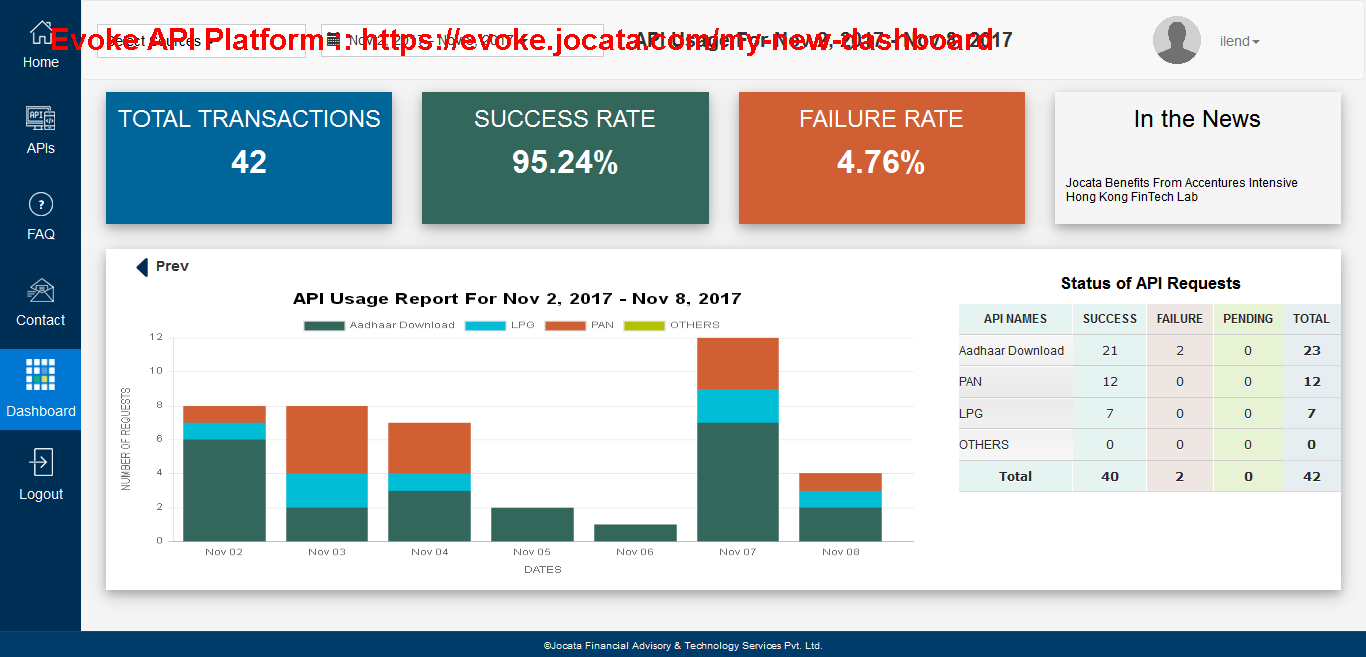 Evoke API Platform1: https://evoke.jocata.com/my-new-dashboard
Select Sources
Nov 2, 2017 - Nov 8, 2017
API Usage For Nov 2, 2017 - Nov 8, 2017
ilend
Home
APIs
FAQ
Contact
Dashboard
Logout
TOTAL TRANSACTIONS
42
SUCCESS RATE
95.24%
FAILURE RATE
4.76%
In the News
Jocata Benefits From Accentures Intensive
Hong Kong FinTech Lab
Prev
API Usage Report For Nov 2, 2017 - Nov 8, 2017
Aadhaar Download LPG PAN OTHERS
NUMBER OF REQUESTS
12
10
8
6
4
2
0
Nov 02 Nov 03 Nov 04 Nov 05 Nov 06 Nov 07 Nov 08
DATES
Status of API Requests
API NAMES SUCCESS FAILURE PENDING TOTAL
Aadhaar Download 21 2 0 23
PAN 12 0 0 12
LPG 7 0 0 7
OTHERS 0 0 0 0
Total 40 2 0 42
©Jocata Financial Advisory & Technology Services Pvt. Ltd.